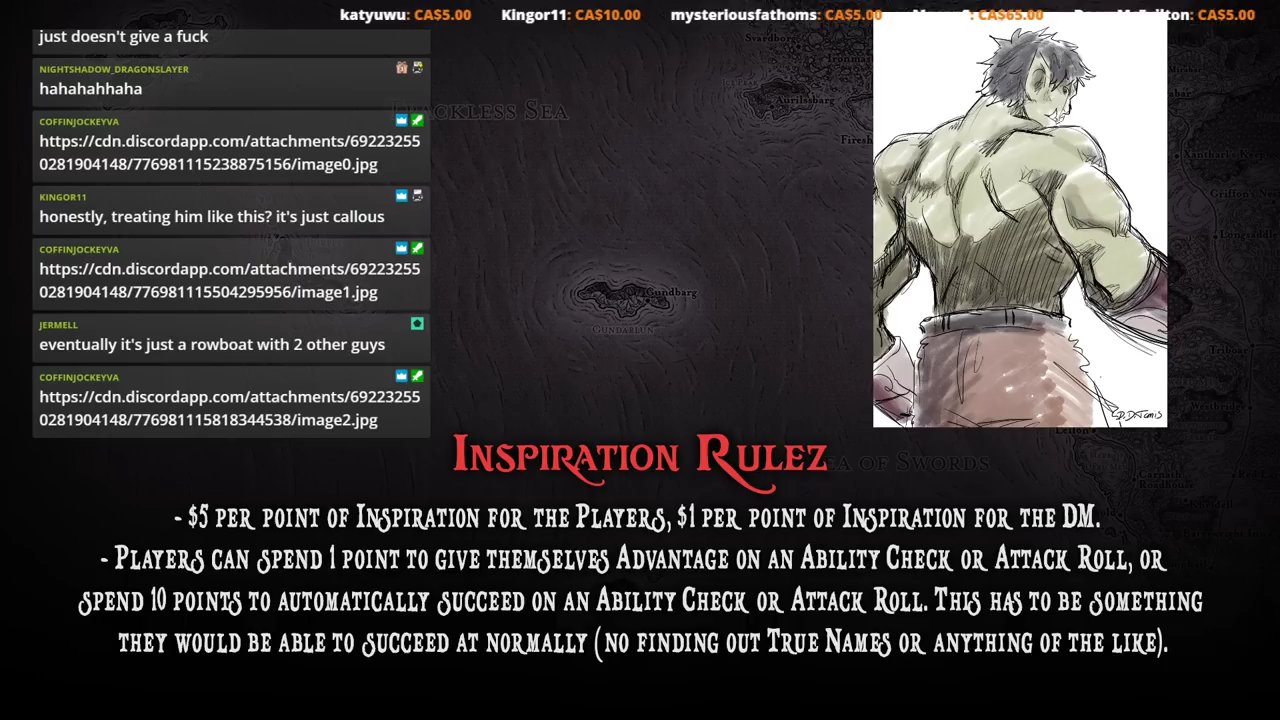 katyuwu: CA$5.00 Kingor11: CA$10.00 mysteriousfathoms: CA$5.00 : CA$65.00 CA$5.00
just doesn't give a fuck
NIGHTSHADOW_DRAGONSLAYER
hahahahhaha
COFFINJOCKEYVA
https://cdn.discordapp.com/attachments/69223255
0281904148/776981115238875156/image0.jpg
KINGOR11
honestly, treating him like this? it's just callous
COFFINJOCKEYVA
https://cdn.discordapp.com/attachments/69223255
0281904148/776981115504295956/image1.jpg
JERMELL
eventually it's just a rowboat with 2 other guys
COFFINJOCKEYVA
https://cdn.discordapp.com/attachments/69223255
0281904148/776981115818344538/image2.jpg
Svardborg
Aurilssbarg
Gundbarg
Gundarlun
Triboar
Inspiration Rulez
- $5 per point of Inspiration for the Players, $1 per point of Inspiration for the DM.
- Players can spend 1 point to give themselves Advantage on an Ability Check or Attack Roll, or
spend 10 points to automatically succeed on an Ability Check or Attack Roll. This has to be something
they would be able to succeed at normally (no finding out True Names or anything of the like).